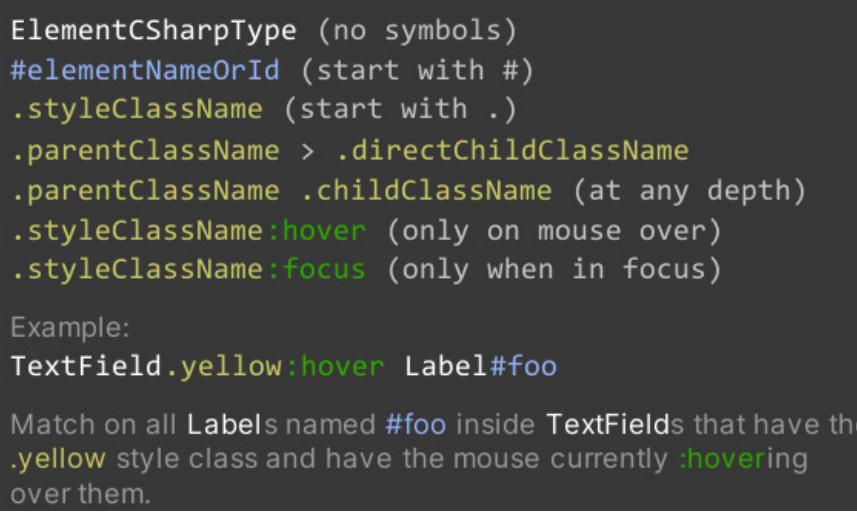 ElementCSharpType (no symbols)
#elementNameOrId (start with #)
.styleClassName (start with .)
.parentClassName > .directChildClassName
.parentClassName .childClassName (at any depth)
.styleClassName:hover (only on mouse over)
.styleClassName:focus (only when in focus)
Example:
TextField.yellow:hover Label#foo
Match on all Labels named #foo inside TextFields that have the
.yellow style class and have the mouse currently :hovering
over them.